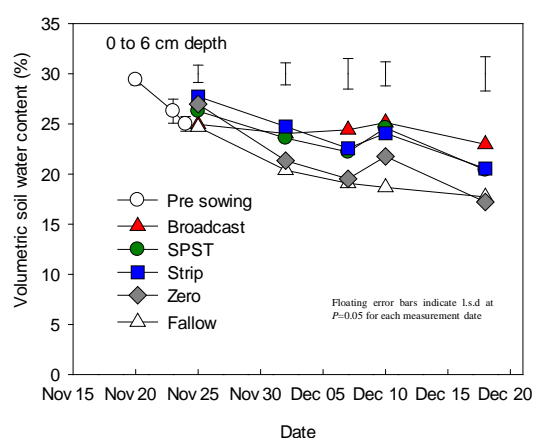 35
0 to 6 cm depth
30
25
20
15
10
5
0
Volumetric soil water content (%)
Pre sowing
Broadcast
SPST
Strip
Zero
Fallow
Floating error bars indicate l.s.d at
P=0.05 for each measurement date
Nov 15 Nov 20 Nov 25 Nov 30 Dec 05 Dec 10 Dec 15 Dec 20
Date